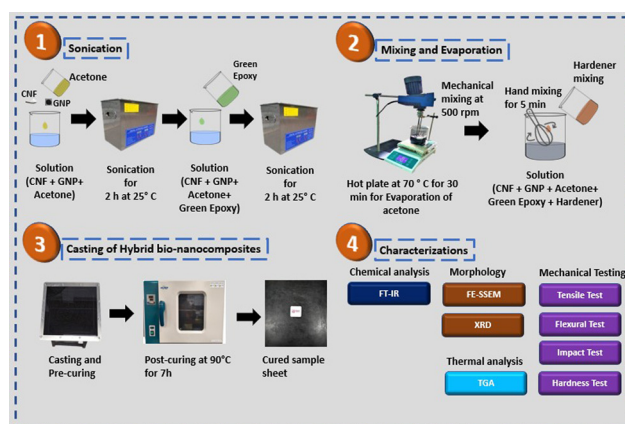 1
Sonication
Acetone
CNF
GNP
Green
Epoxy
Solution
(CNF + GNP+
Acetone)
Sonication
for
2 h at 25° C
Solution
(CNF + GNP+
Acetone+
Green Epoxy)
Sonication
for
2 h at 25° C
2
Mixing and Evaporation
Mechanical
mixing at
500 rpm
Hardener
mixing
Hand mixing
for 5 min
Hot plate at 70 ° C for 30
min for Evaporation of
acetone
Solution
(CNF + GNP + Acetone+
Green Epoxy + Hardener)
3
Casting of Hybrid bio-nanocomposites
Casting and
Pre-curing
Post-curing at 90°C
for 7h
Cured sample
sheet
4
Characterizations
Chemical analysis
FT-IR
Morphology
FE-SSEM
XRD
Thermal analysis
TGA
Mechanical Testing
Tensile Test
Flexural Test
Impact Test
Hardness Test